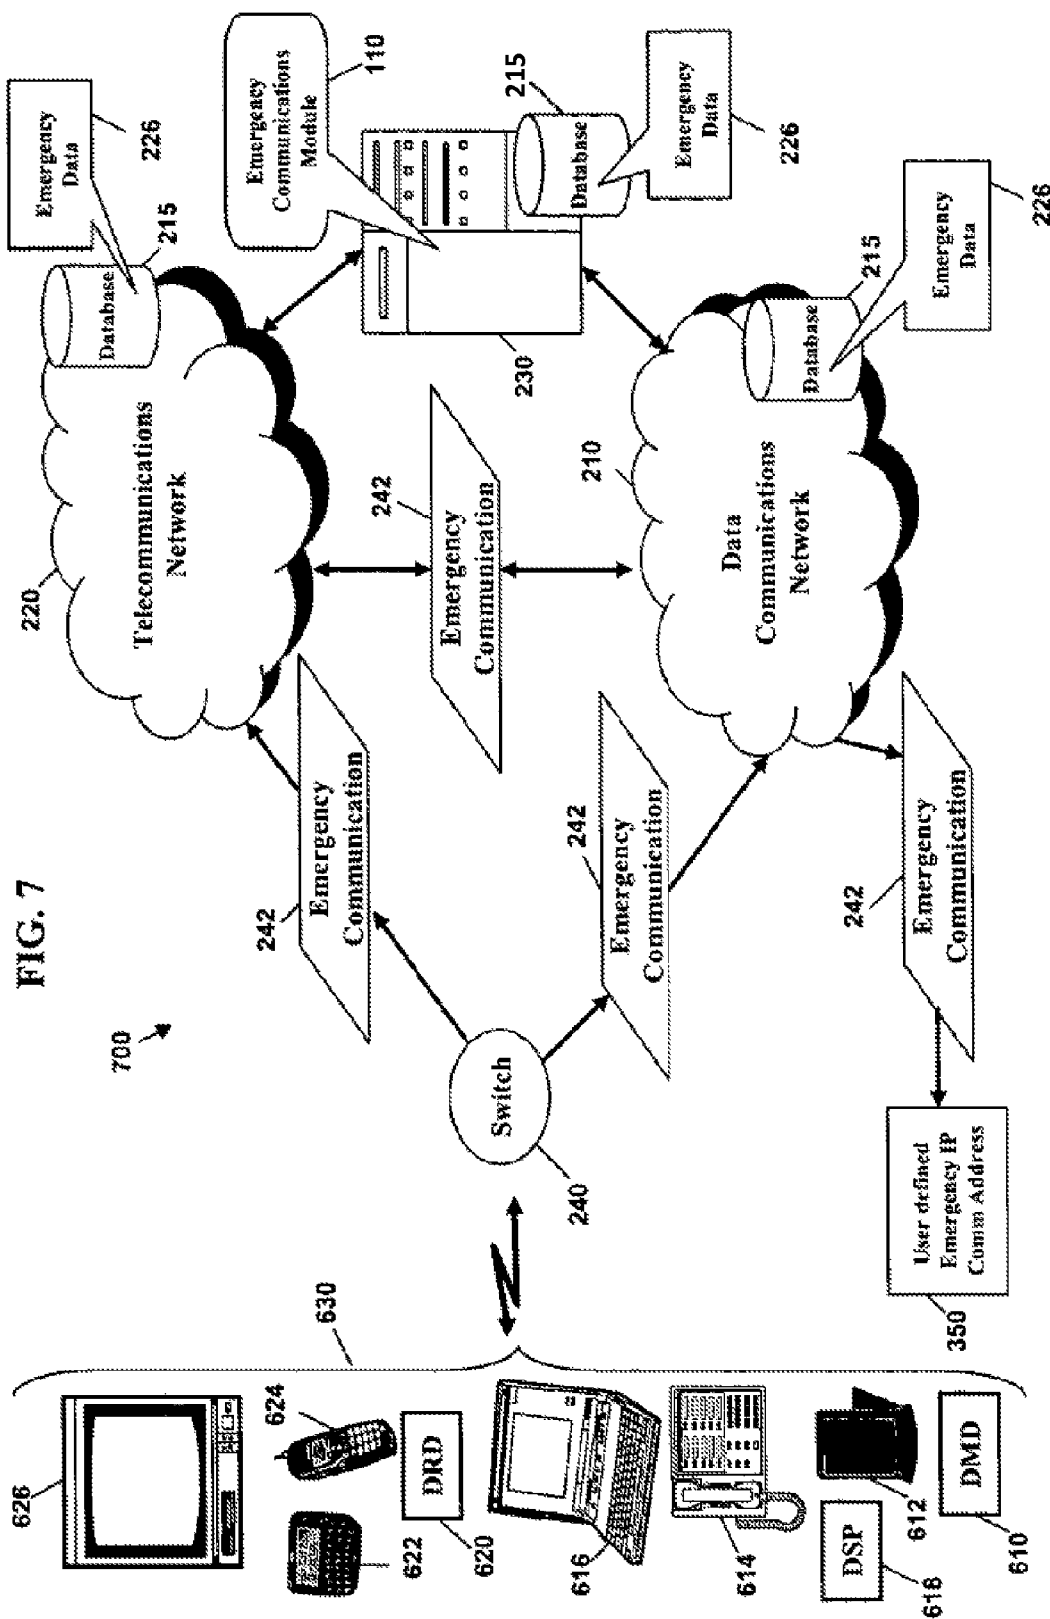 FIG. 7
700
626
624
622
DRD
620
616
614
DSP
618
612
DMD
610
630
Switch
240
242
Emergency
Communication
242
Emergency
Communication
242
Emergency
Communication
242
Emergency
Communication
User defined
Emergency IP
Comm Address
350
220
Telecommunications
Network
Database
215
Emergency
Data
226
Emergency
Communications
Module
110
230
Database
215
Emergency
Data
226
210
Data
Communications
Network
Database
215
Emergency
Data
226